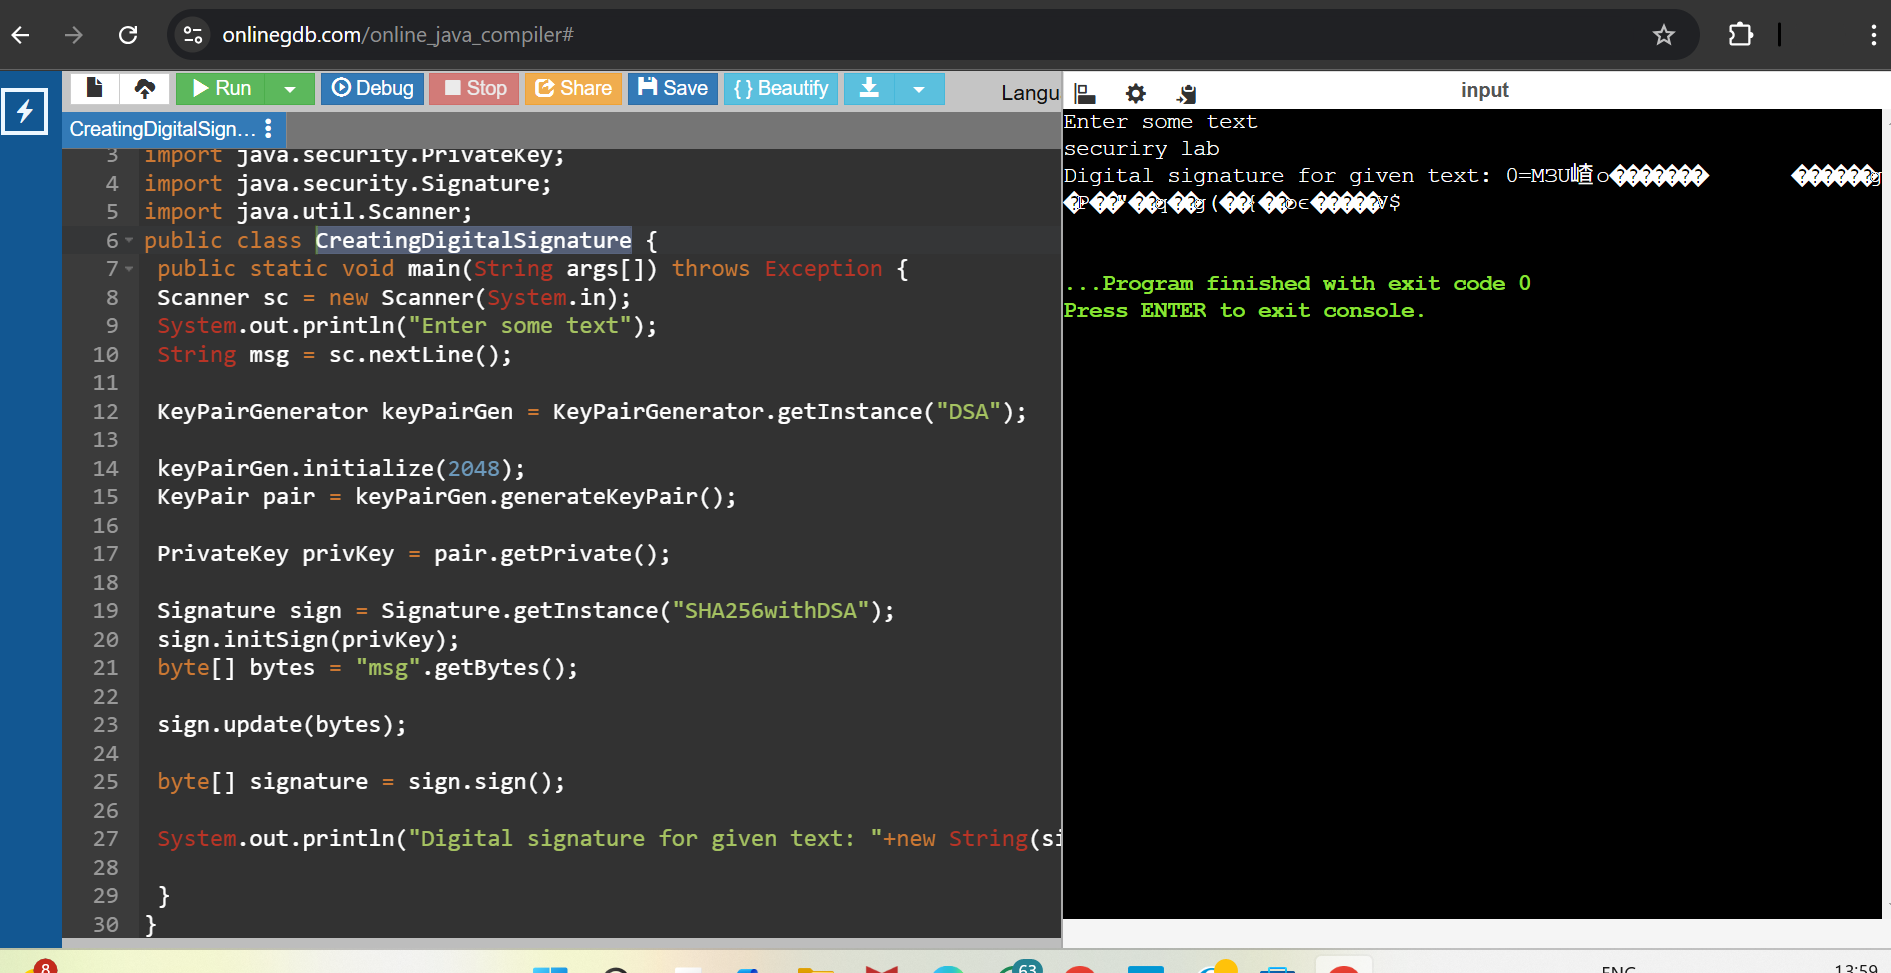 onlinegdb.com/online_java_compiler#
Run
Debug
Stop
Share
Save
{ } Beautify
Langu
input
CreatingDigitalSign...
3 import java.security.PrivateKey;
4 import java.security.Signature;
5 import java.util.Scanner;
6 public class CreatingDigitalSignature {
7 public static void main(String args[]) throws Exception {
8 Scanner sc = new Scanner(System.in);
9 System.out.println("Enter some text");
10 String msg = sc.nextLine();
11
12 KeyPairGenerator keyPairGen = KeyPairGenerator.getInstance("DSA");
13
14 keyPairGen.initialize(2048);
15 KeyPair pair = keyPairGen.generateKeyPair();
16
17 PrivateKey privKey = pair.getPrivate();
18
19 Signature sign = Signature.getInstance("SHA256withDSA");
20 sign.initSign(privKey);
21 byte[] bytes = "msg".getBytes();
22
23 sign.update(bytes);
24
25 byte[] signature = sign.sign();
26
27 System.out.println("Digital signature for given text: "+new String(si
28
29 }
30 }
Enter some text
securiry lab
Digital signature for given text:
...Program finished with exit code 0
Press ENTER to exit console.
8
63
ENG
13:59